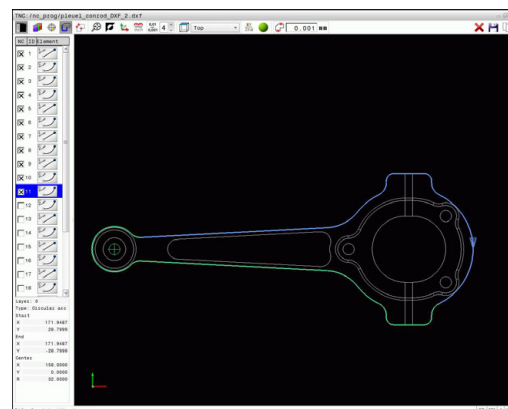 TNC:/nc_prog/pleuel_conrod_DXF_2.dxf
4 Top 0.001 mm
NC ID Element
1
2
3
4
5
6
7
8
9
10
11
12
13
14
15
16
17
18
Layer: 0
Type: Circular arc
Start
X 171.9487
Y 28.7999
End
X 171.9487
Y -28.7999
Center
X 158.0000
Y 0.0000
R 32.0000